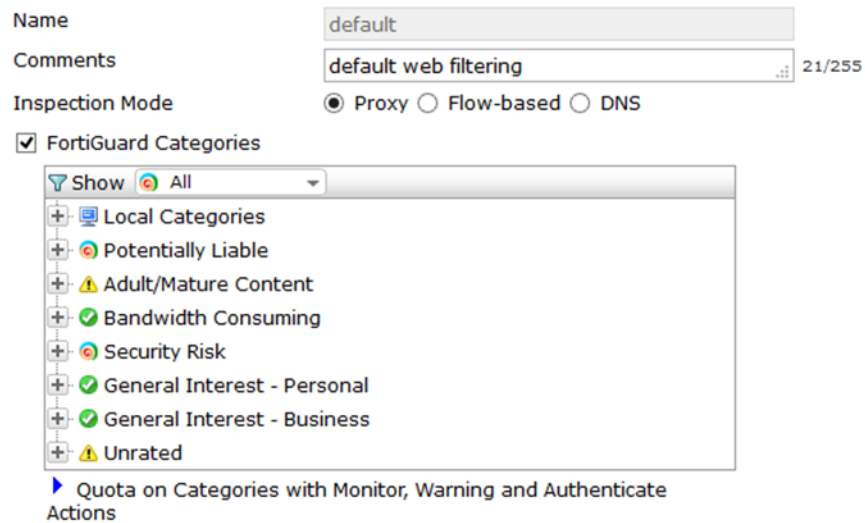 Name default
Comments default web filtering 21/255
Inspection Mode Proxy Flow-based DNS
FortiGuard Categories
Show All
Local Categories
Potentially Liable
Adult/Mature Content
Bandwidth Consuming
Security Risk
General Interest - Personal
General Interest - Business
Unrated
Quota on Categories with Monitor, Warning and Authenticate
Actions